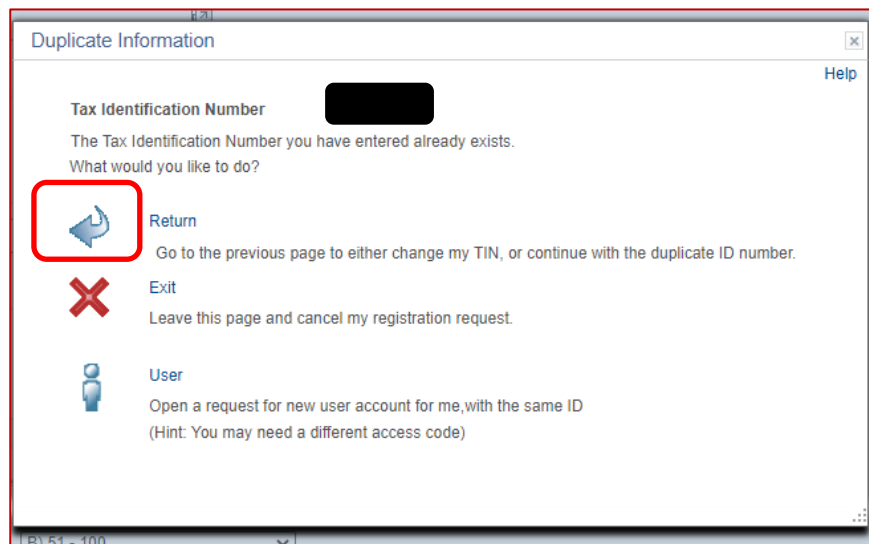 Duplicate Information
Help
Tax Identification Number
The Tax Identification Number you have entered already exists.
What would you like to do?
Return
Go to the previous page to either change my TIN, or continue with the duplicate ID number.
Exit
Leave this page and cancel my registration request.
User
Open a request for new user account for me,with the same ID
(Hint: You may need a different access code)
B) 51 - 100